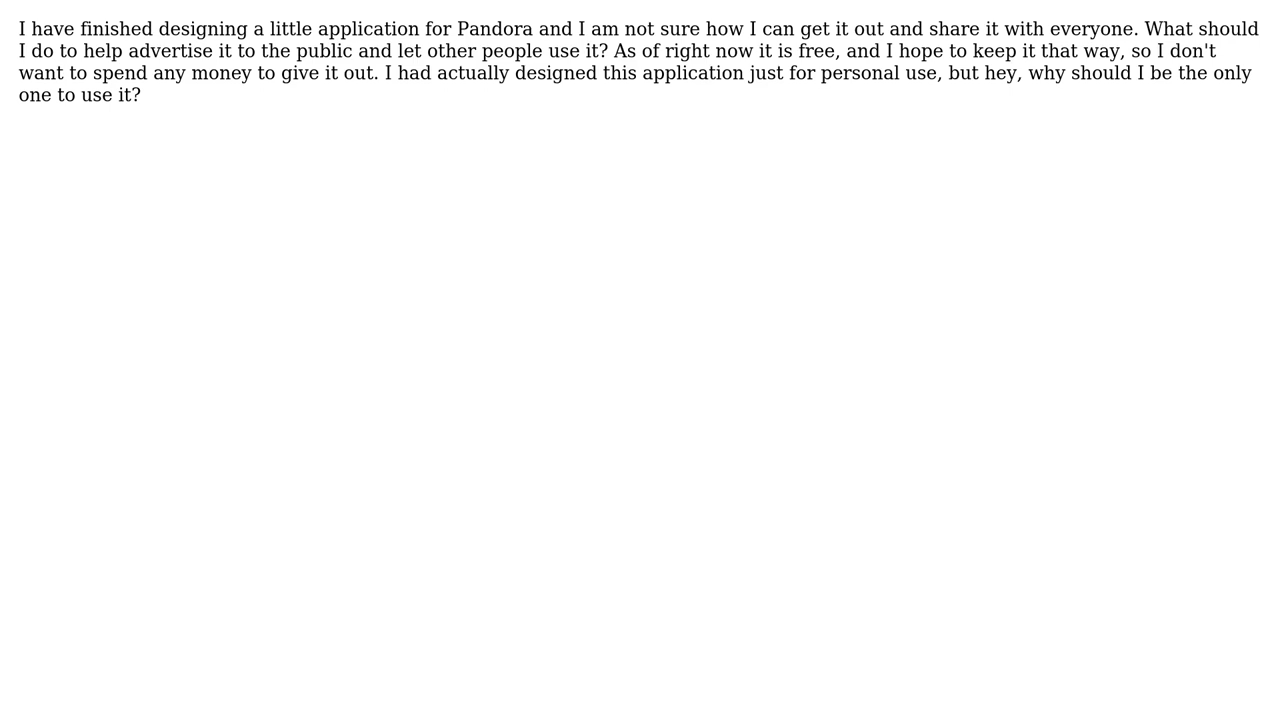 I have finished designing a little application for Pandora and I am not sure how I can get it out and share it with everyone. What should
I do to help advertise it to the public and let other people use it? As of right now it is free, and I hope to keep it that way, so I don't
want to spend any money to give it out. I had actually designed this application just for personal use, but hey, why should I be the only
one to use it?